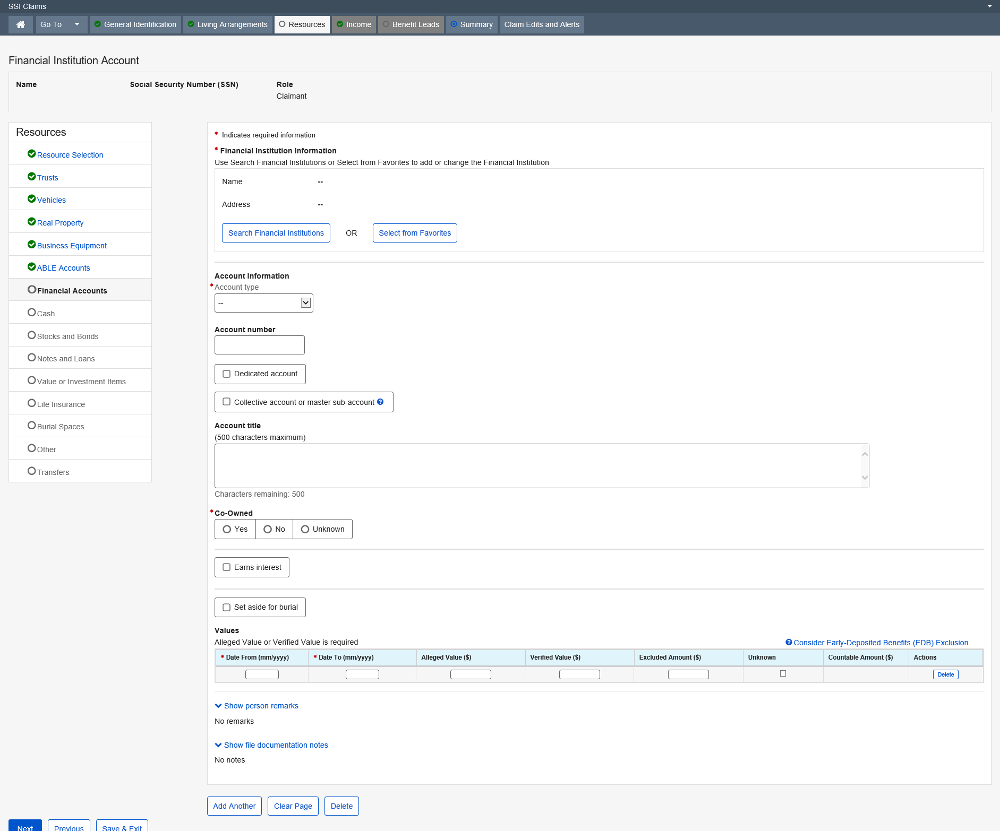 SSI Claims
Go To General Identification Living Arrangements Resources Income Benefit Leads Summary Claim Edits and Alerts
Financial Institution Account
Name Social Security Number (SSN) Role
Claimant
Resources
Resource Selection
Trusts
Vehicles
Real Property
Business Equipment
ABLE Accounts
Financial Accounts
Cash
Stocks and Bonds
Notes and Loans
Value or Investment Items
Life Insurance
Burial Spaces
Other
Transfers
* Indicates required information
* Financial Institution Information
Use Search Financial Institutions or Select from Favorites to add or change the Financial Institution
Name --
Address --
Search Financial Institutions OR Select from Favorites
Account Information
* Account type
--
Account number
Dedicated account
Collective account or master sub-account ?
Account title
(500 characters maximum)
Characters remaining: 500
* Co-Owned
Yes No Unknown
Earns interest
Set aside for burial
Values
Alleged Value or Verified Value is required
? Consider Early-Deposited Benefits (EDB) Exclusion
* Date From (mm/yyyy) * Date To (mm/yyyy) Alleged Value ($) Verified Value ($) Excluded Amount ($) Unknown Countable Amount ($) Actions
Delete
Show person remarks
No remarks
Show file documentation notes
No notes
Add Another Clear Page Delete
Next Previous Save & Exit